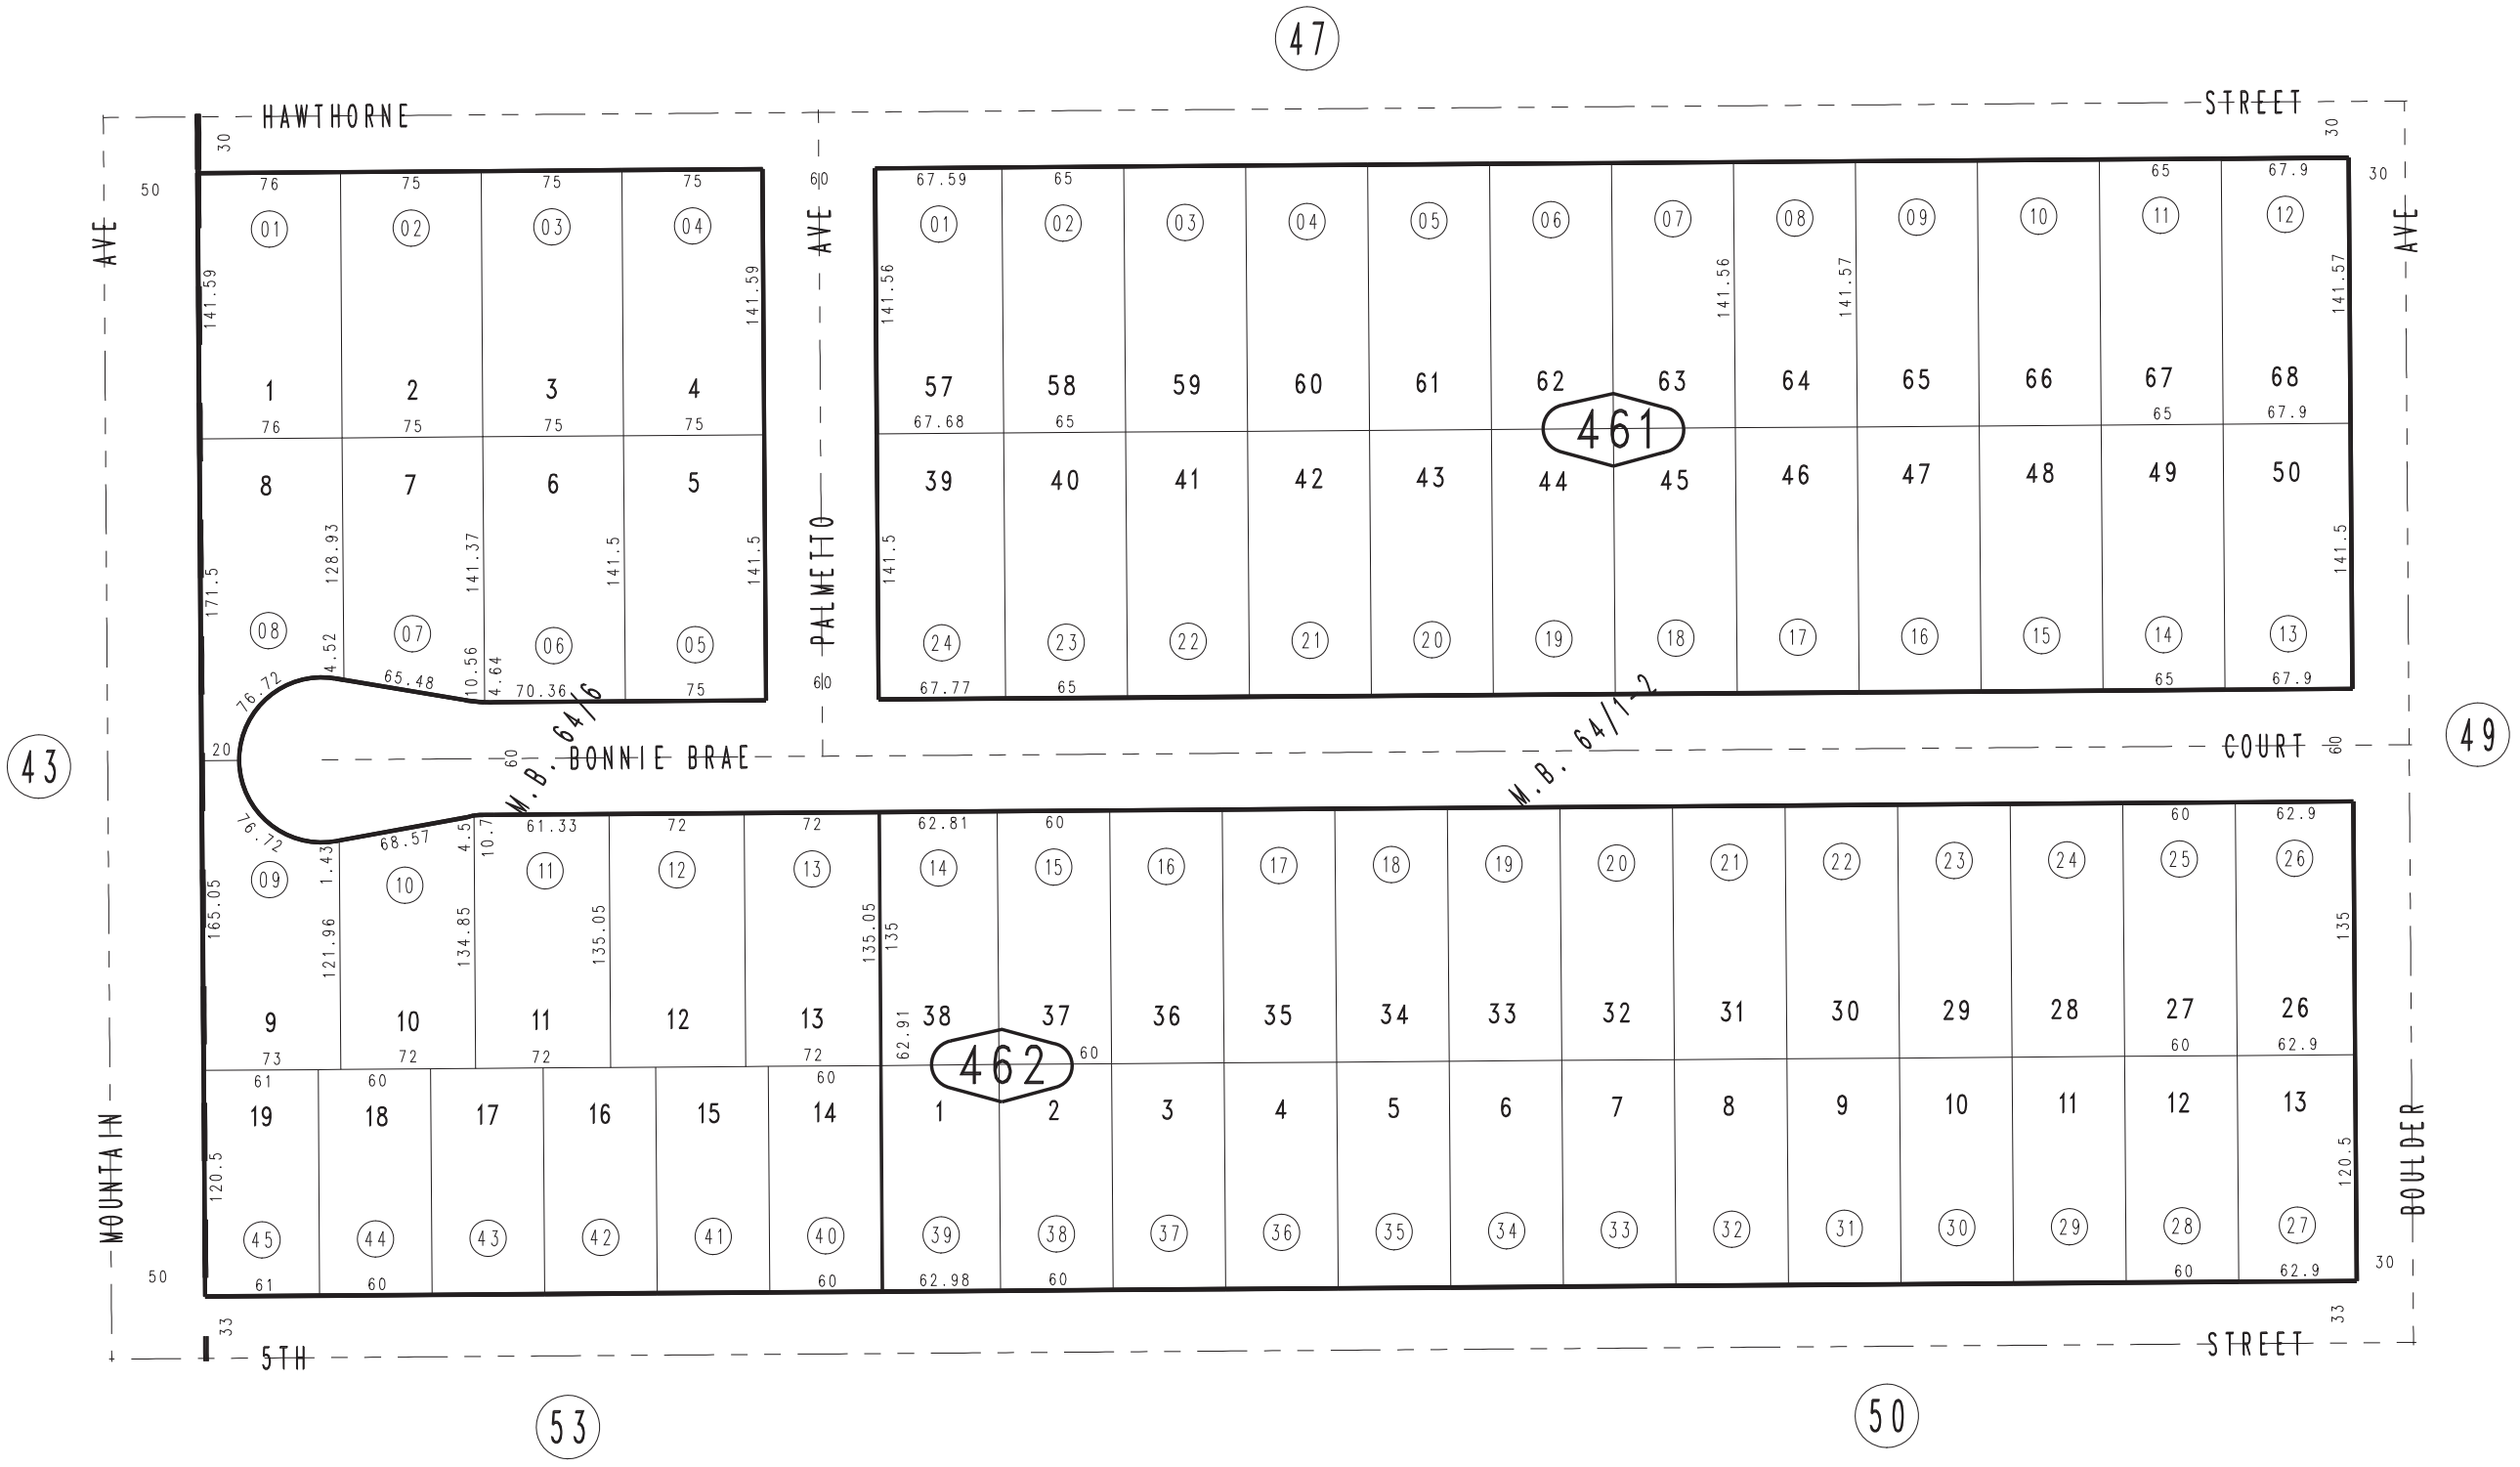 47
HAWTHORNE STREET
30 30
50 76 75 75 75 60 67.59 65 65 67.9 30
AVE 01 02 03 04 AVE 01 02 03 04 05 06 07 08 09 10 11 12 AVE
141.59 141.59 141.56 141.56 141.57 141.57
1 2 3 4 57 58 59 60 61 62 63 64 65 66 67 68
76 75 75 75 67.68 65 461 65 67.9
8 7 6 5 39 40 41 42 43 44 45 46 47 48 49 50
171.5 128.93 141.37 141.5 141.5 PALMETTO 141.5 141.5
08 07 06 05 24 23 22 21 20 19 18 17 16 15 14 13
76.72 4.52 65.48 10.56 4.64 70.36 75 60 67.77 65 65 67.9
M.B. 64/6 M.B. 64/1-2
43 20 60 BONNIE BRAE COURT 60 49
76.72 1.43 68.57 4.5 10.7 61.33 72 72 62.81 60 60 62.9
09 10 11 12 13 14 15 16 17 18 19 20 21 22 23 24 25 26
165.05 121.96 134.85 135.05 135.05 135 135
9 10 11 12 13 38 37 36 35 34 33 32 31 30 29 28 27 26
73 72 72 72 62.91 462 60 60 62.9
61 60 60
19 18 17 16 15 14 1 2 3 4 5 6 7 8 9 10 11 12 13
MOUNTAIN 120.5 120.5 BOULDER
45 44 43 42 41 40 39 38 37 36 35 34 33 32 31 30 29 28 27
50 61 60 60 62.98 60 60 62.9 30
33 33
5TH STREET
53 50